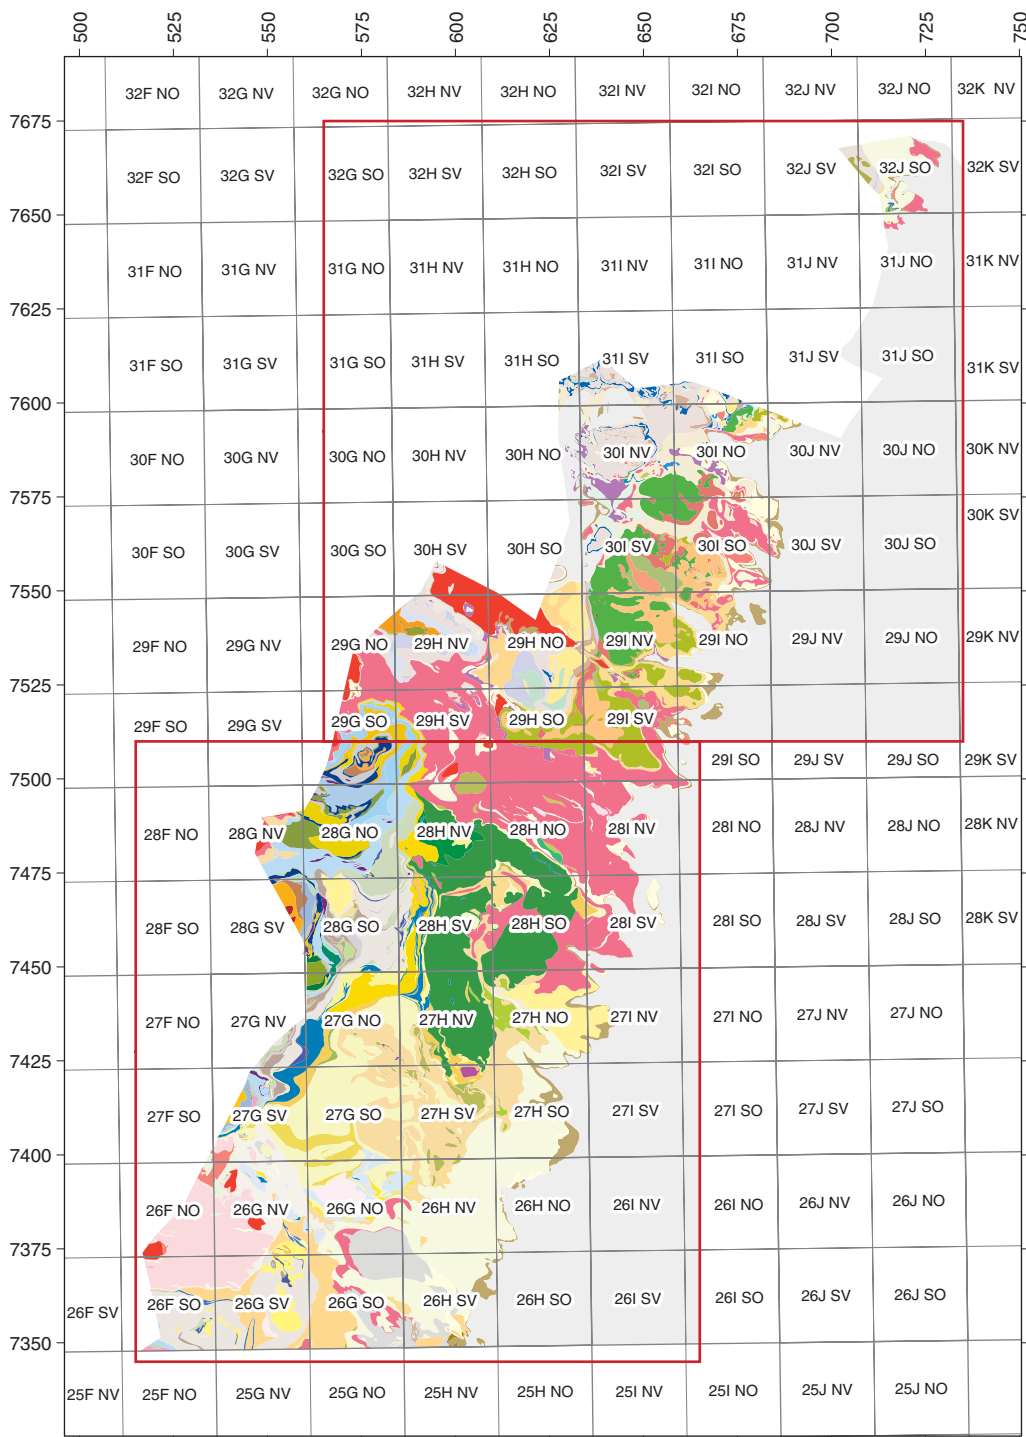 500 525 550 575 600 625 650 675 700 725 750
32F NO 32G NV 32G NO 32H NV 32H NO 32I NV 32I NO 32J NV 32J NO 32K NV
7675
32F SO 32G SV 32G SO 32H SV 32H SO 32I SV 32I SO 32J SV 32J SO 32K SV
7650
31F NO 31G NV 31G NO 31H NV 31H NO 31I NV 31I NO 31J NV 31J NO 31K NV
7625
31F SO 31G SV 31G SO 31H SV 31H SO 31I SV 31I SO 31J SV 31J SO 31K SV
7600
30F NO 30G NV 30G NO 30H NV 30H NO 30I NV 30I NO 30J NV 30J NO 30K NV
7575
30F SO 30G SV 30G SO 30H SV 30H SO 30I SV 30I SO 30J SV 30J SO 30K SV
7550
29F NO 29G NV 29G NO 29H NV 29H NO 29I NV 29I NO 29J NV 29J NO 29K NV
7525
29F SO 29G SV 29G SO 29H SV 29H SO 29I SV
29I SO 29J SV 29J SO 29K SV
7500
28F NO 28G NV 28G NO 28H NV 28H NO 28I NV 28I NO 28J NV 28J NO 28K NV
7475
28F SO 28G SV 28G SO 28H SV 28H SO 28I SV 28I SO 28J SV 28J SO 28K SV
7450
27F NO 27G NV 27G NO 27H NV 27H NO 27I NV 27I NO 27J NV 27J NO
7425
27F SO 27G SV 27G SO 27H SV 27H SO 27I SV 27I SO 27J SV 27J SO
7400
26F NO 26G NV 26G NO 26H NV 26H NO 26I NV 26I NO 26J NV 26J NO
7375
26F SV 26F SO 26G SV 26G SO 26H SV 26H SO 26I SV 26I SO 26J SV 26J SO
7350
25F NV 25F NO 25G NV 25G NO 25H NV 25H NO 25I NV 25I NO 25J NV 25J NO